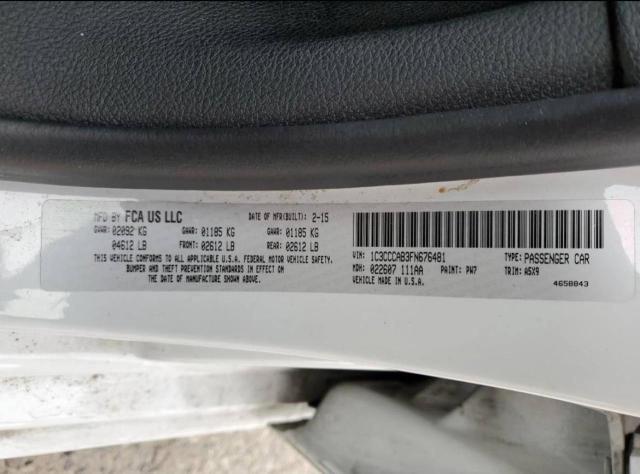 MFD BY FCA US LLC
DATE OF MFR(BUILT): 2-15
GVWR: 02092 KG GAWR: 01185 KG GAWR: 01185 KG
04612 LB FRONT: 02612 LB REAR: 02612 LB
THIS VEHICLE CONFORMS TO ALL APPLICABLE U.S.A. FEDERAL MOTOR VEHICLE SAFETY,
BUMPER AND THEFT PREVENTION STANDARDS IN EFFECT ON
THE DATE OF MANUFACTURE SHOWN ABOVE.
VIN: 1C3CCCAB3FN676481 TYPE: PASSENGER CAR
MDH: 022607 111AA PAINT: PW7 TRIM: A5X9
VEHICLE MADE IN U.S.A. 4658843